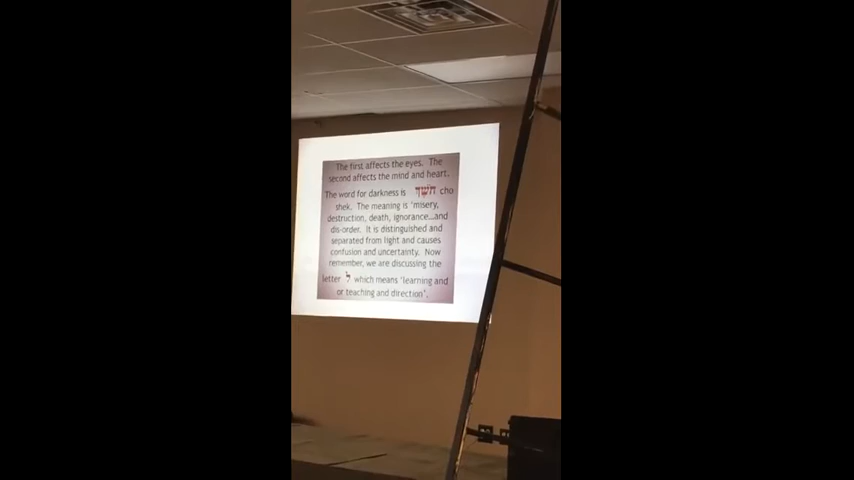 The first affects the eyes. The
second affects the mind and heart.
The word for darkness is חֹשֶׁךְ cho
shek. The meaning is "misery,
destruction, death, ignorance...and
dis-order. It is distinguished and
separated from light and causes
confusion and uncertainty. Now
remember, we are discussing the
letter ל which means "learning and
or teaching and direction".